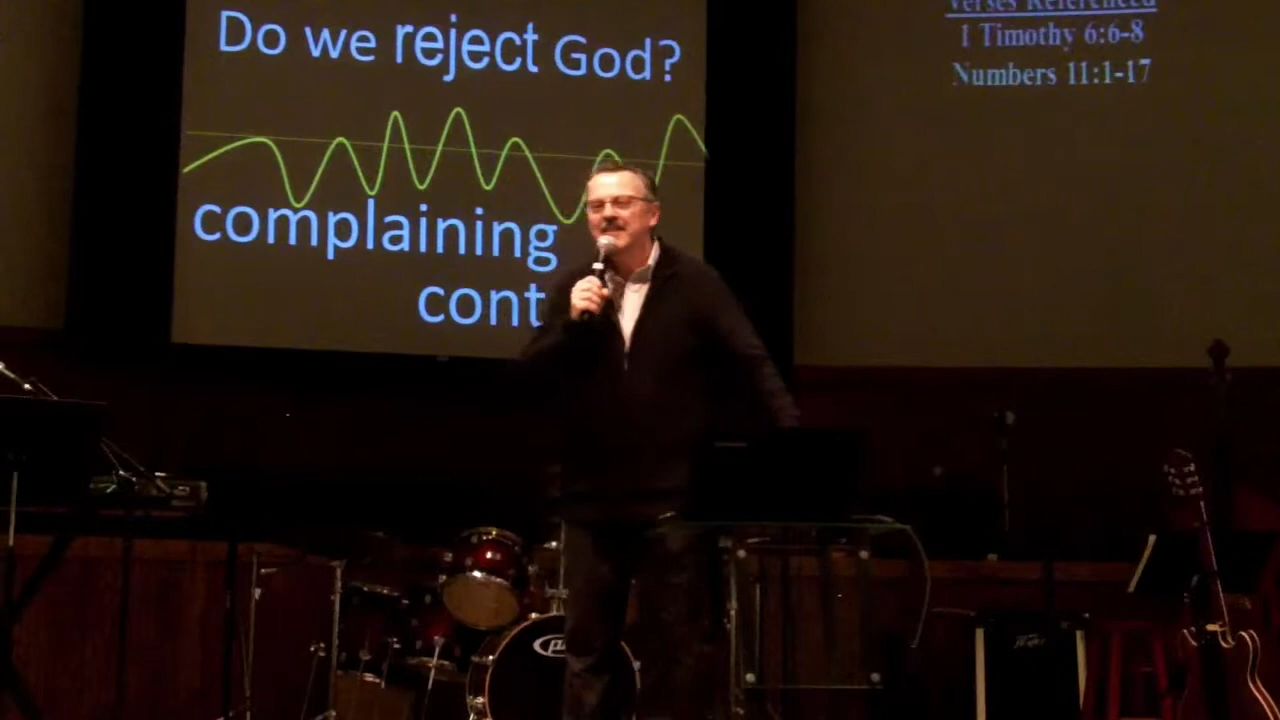 Do we reject God?
complaining
cont
Verses Referenced
1 Timothy 6:6-8
Numbers 11:1-17